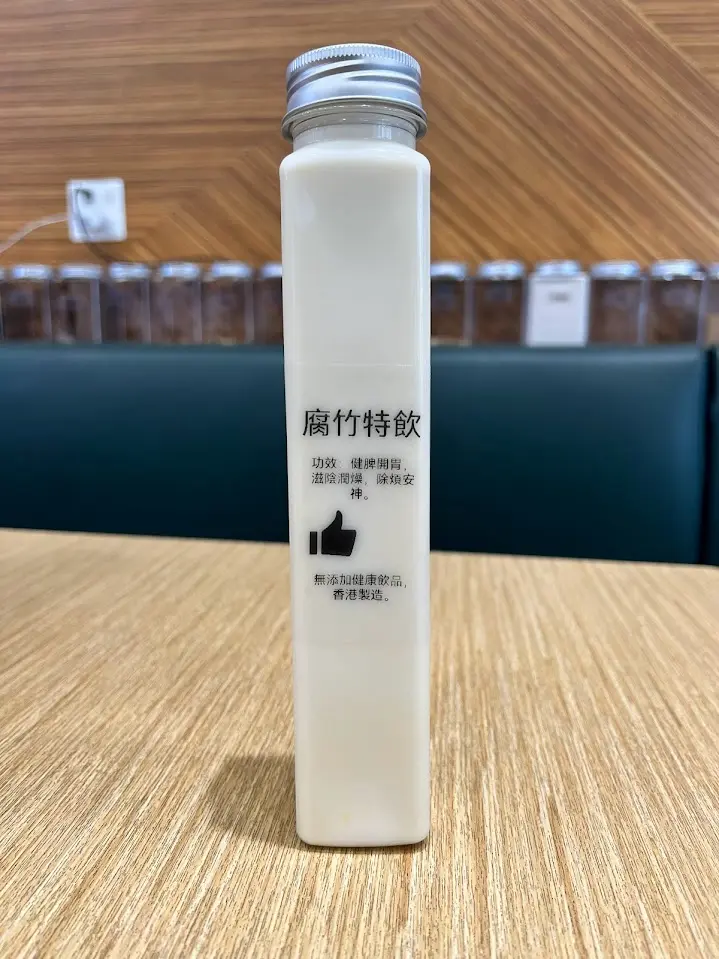 腐竹特飲
功效：健脾開胃，
滋陰潤燥，除煩安
神。
無添加健康飲品，
香港製造。